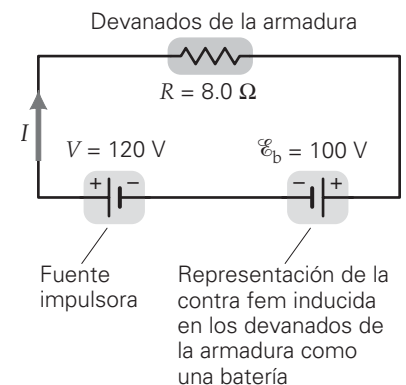 Devanados de la armadura
R = 8.0 Ω
I
V = 120 V
ℰb = 100 V
+ −
− +
Fuente
impulsora
Representación de la
contra fem inducida
en los devanados de
la armadura como
una batería